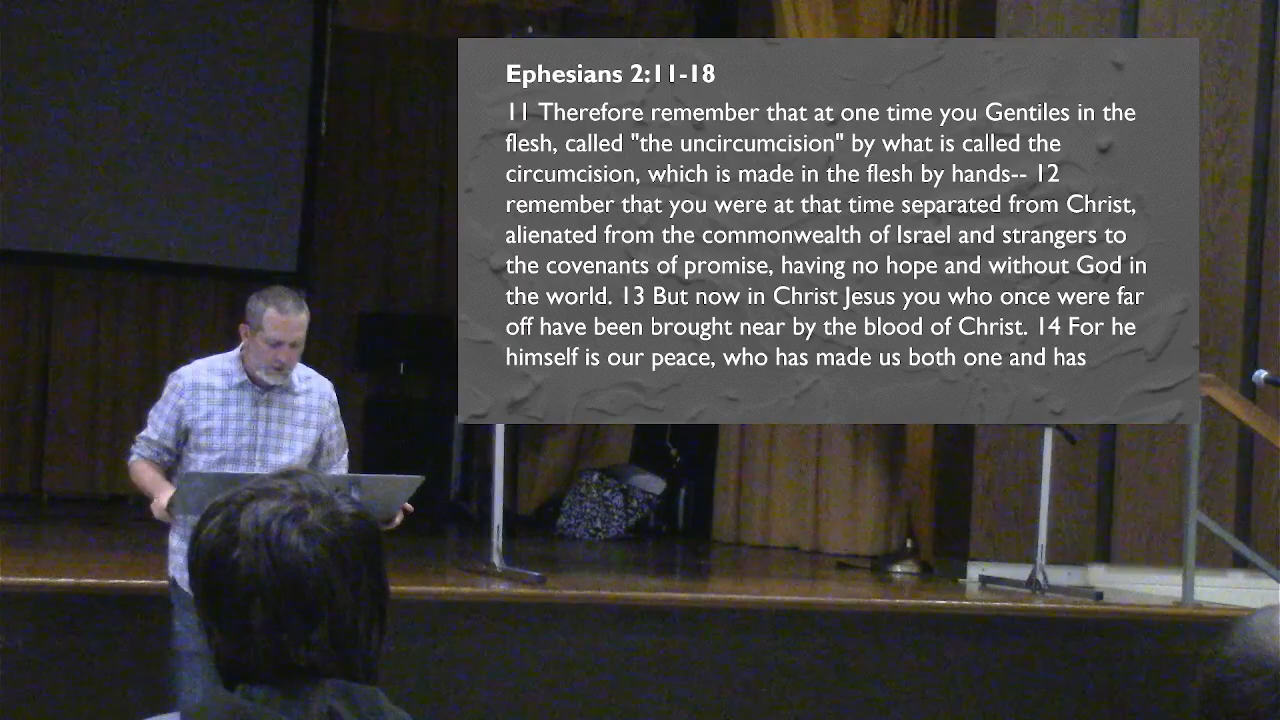 Ephesians 2:11-18
11 Therefore remember that at one time you Gentiles in the
flesh, called "the uncircumcision" by what is called the
circumcision, which is made in the flesh by hands-- 12
remember that you were at that time separated from Christ,
alienated from the commonwealth of Israel and strangers to
the covenants of promise, having no hope and without God in
the world. 13 But now in Christ Jesus you who once were far
off have been brought near by the blood of Christ. 14 For he
himself is our peace, who has made us both one and has